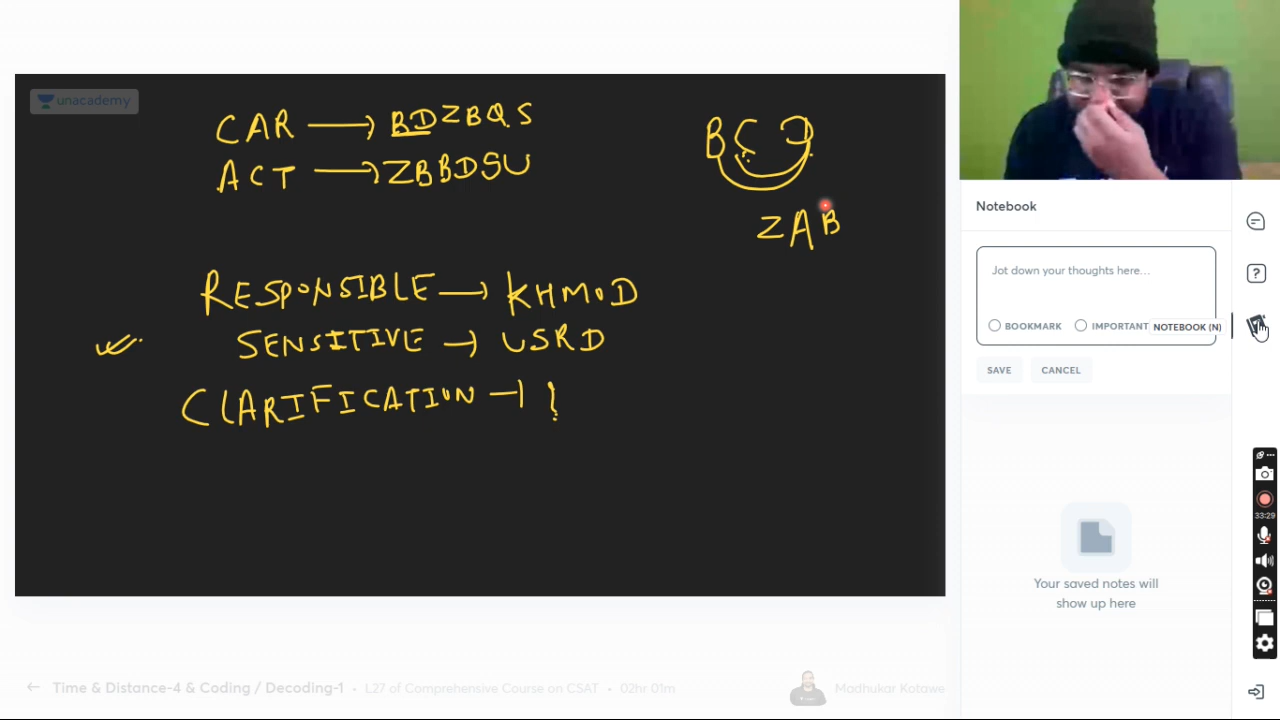 unacademy
CAR → BDZBQS
ACT → ZBBDSU
B C D
ZAB
RESPONSIBLE → KHMOD
SENSITIVE → USRD
CLARIFICATION →
Notebook
Jot down your thoughts here...
BOOKMARK IMPORTANT NOTEBOOK (N)
SAVE CANCEL
33:29
Your saved notes will
show up here
← Time & Distance-4 & Coding / Decoding-1 • L27 of Comprehensive Course on CSAT • 02hr 01m Madhukar Kotawe